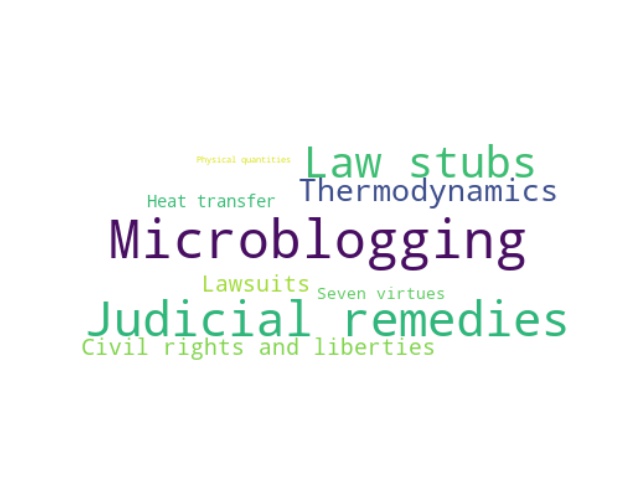 Physical quantities
Law stubs
Thermodynamics
Heat transfer
Microblogging
Lawsuits
Seven virtues
Judicial remedies
Civil rights and liberties